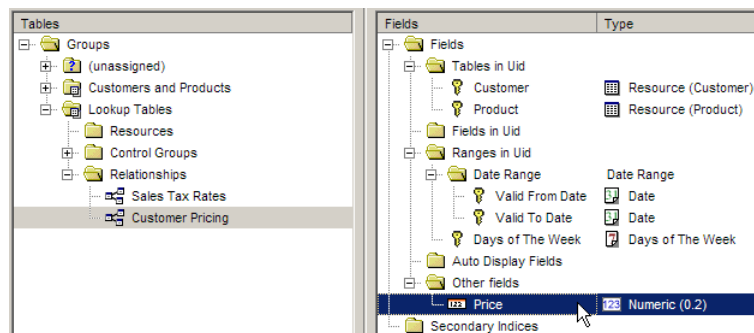 Tables
Groups
(unassigned)
Customers and Products
Lookup Tables
Resources
Control Groups
Relationships
Sales Tax Rates
Customer Pricing
Fields Type
Fields
Tables in Uid
Customer Resource (Customer)
Product Resource (Product)
Fields in Uid
Ranges in Uid
Date Range Date Range
Valid From Date Date
Valid To Date Date
Days of The Week Days of The Week
Auto Display Fields
Other fields
Price 123 Numeric (0.2)
Secondary Indices